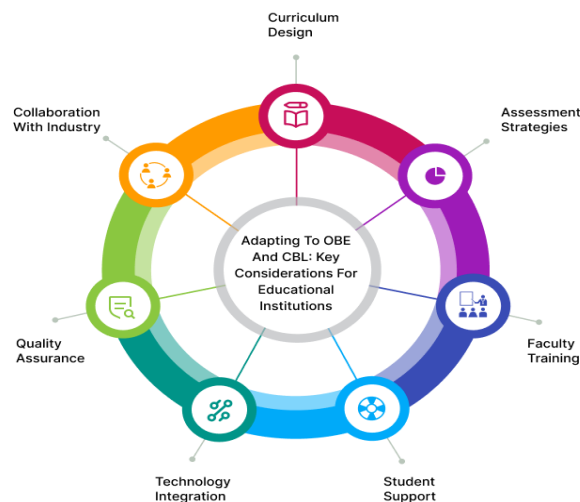 Curriculum
Design
Collaboration
With Industry
Assessment
Strategies
Adapting To OBE
And CBL: Key
Considerations For
Educational
Institutions
Quality
Assurance
Faculty
Training
Technology
Integration
Student
Support